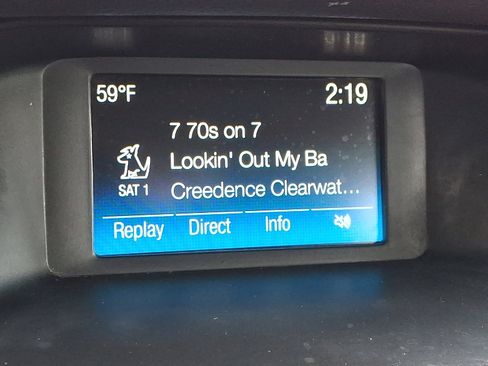 59°F 2:19
7 70s on 7
Lookin' Out My Ba
SAT 1 Creedence Clearwat...
Replay Direct Info